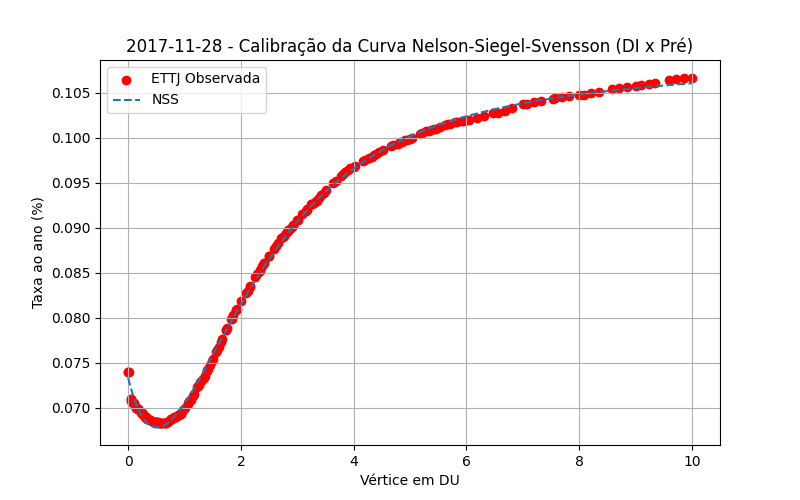 2017-11-28 - Calibração da Curva Nelson-Siegel-Svensson (DI x Pré)
ETTJ Observada
NSS
Taxa ao ano (%)
0.105
0.100
0.095
0.090
0.085
0.080
0.075
0.070
0
2
4
6
8
10
Vértice em DU